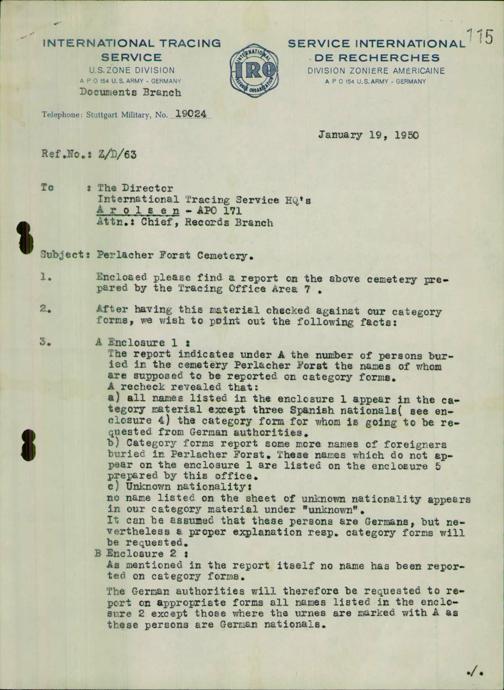 115
INTERNATIONAL TRACING
SERVICE
U.S. ZONE DIVISION
A P O 154 U.S. ARMY - GERMANY
Documents Branch
IRO
SERVICE INTERNATIONAL
DE RECHERCHES
DIVISION ZONIERE AMERICAINE
A P O 154 U.S. ARMY - GERMANY
Telephone: Stuttgart Military, No. 19024
January 19, 1950
Ref.No.: Z/D/63
To : The Director
International Tracing Service HQ's
A r o l s e n - APO 171
Attn.: Chief, Records Branch
Subject: Perlacher Forst Cemetery.
1. Enclosed please find a report on the above cemetery pre-
pared by the Tracing Office Area 7 .
2. After having this material checked against our category
forms, we wish to point out the following facts:
3. A Enclosure 1 :
The report indicates under A the number of persons bur-
ied in the cemetery Perlacher Forst the names of whom
are supposed to be reported on category forms.
A recheck revealed that:
a) all names listed in the enclosure 1 appear in the ca-
tegory material except three Spanish nationals( see en-
closure 4) the category form for whom is going to be re-
quested from German authorities.
b) Category forms report some more names of foreigners
buried in Perlacher Forst. These names which do not ap-
pear on the enclosure 1 are listed on the enclosure 5
prepared by this office.
c) Unknown nationality:
no name listed on the sheet of unknown nationality appears
in our category material under "unknown".
It can be assumed that these persons are Germans, but ne-
vertheless a proper explanation resp. category forms will
be requested.
B Enclosure 2 :
As mentioned in the report itself no name has been repor-
ted on category forms.
The German authorities will therefore be requested to re-
port on appropriate forms all names listed in the enclo-
sure 2 except those where the urnes are marked with A as
these persons are German nationals.
./.